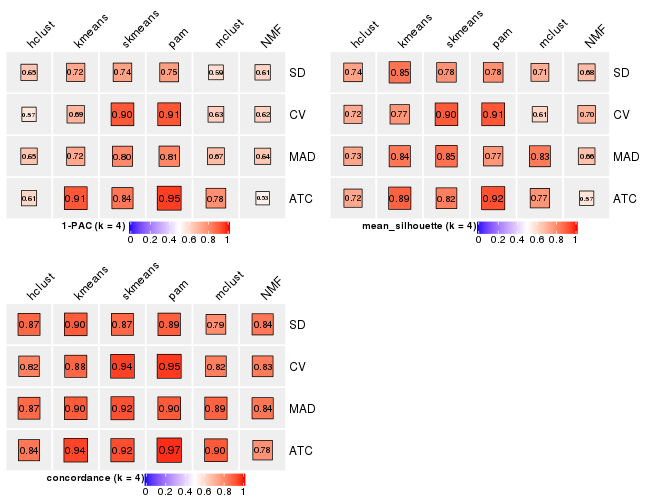 hclust kmeans skmeans pam mclust NMF
0.65 0.72 0.74 0.75 0.59 0.61 SD
0.57 0.69 0.90 0.91 0.63 0.62 CV
0.65 0.72 0.80 0.81 0.67 0.64 MAD
0.61 0.91 0.84 0.95 0.78 0.53 ATC
1-PAC (k = 4)
0 0.2 0.4 0.6 0.8 1
hclust kmeans skmeans pam mclust NMF
0.74 0.85 0.78 0.78 0.71 0.68 SD
0.72 0.77 0.90 0.91 0.61 0.70 CV
0.73 0.84 0.85 0.77 0.83 0.66 MAD
0.72 0.89 0.82 0.92 0.77 0.57 ATC
mean_silhouette (k = 4)
0 0.2 0.4 0.6 0.8 1
hclust kmeans skmeans pam mclust NMF
0.87 0.90 0.87 0.89 0.79 0.84 SD
0.82 0.88 0.94 0.95 0.82 0.83 CV
0.87 0.90 0.92 0.90 0.89 0.84 MAD
0.84 0.94 0.92 0.97 0.90 0.78 ATC
concordance (k = 4)
0 0.2 0.4 0.6 0.8 1